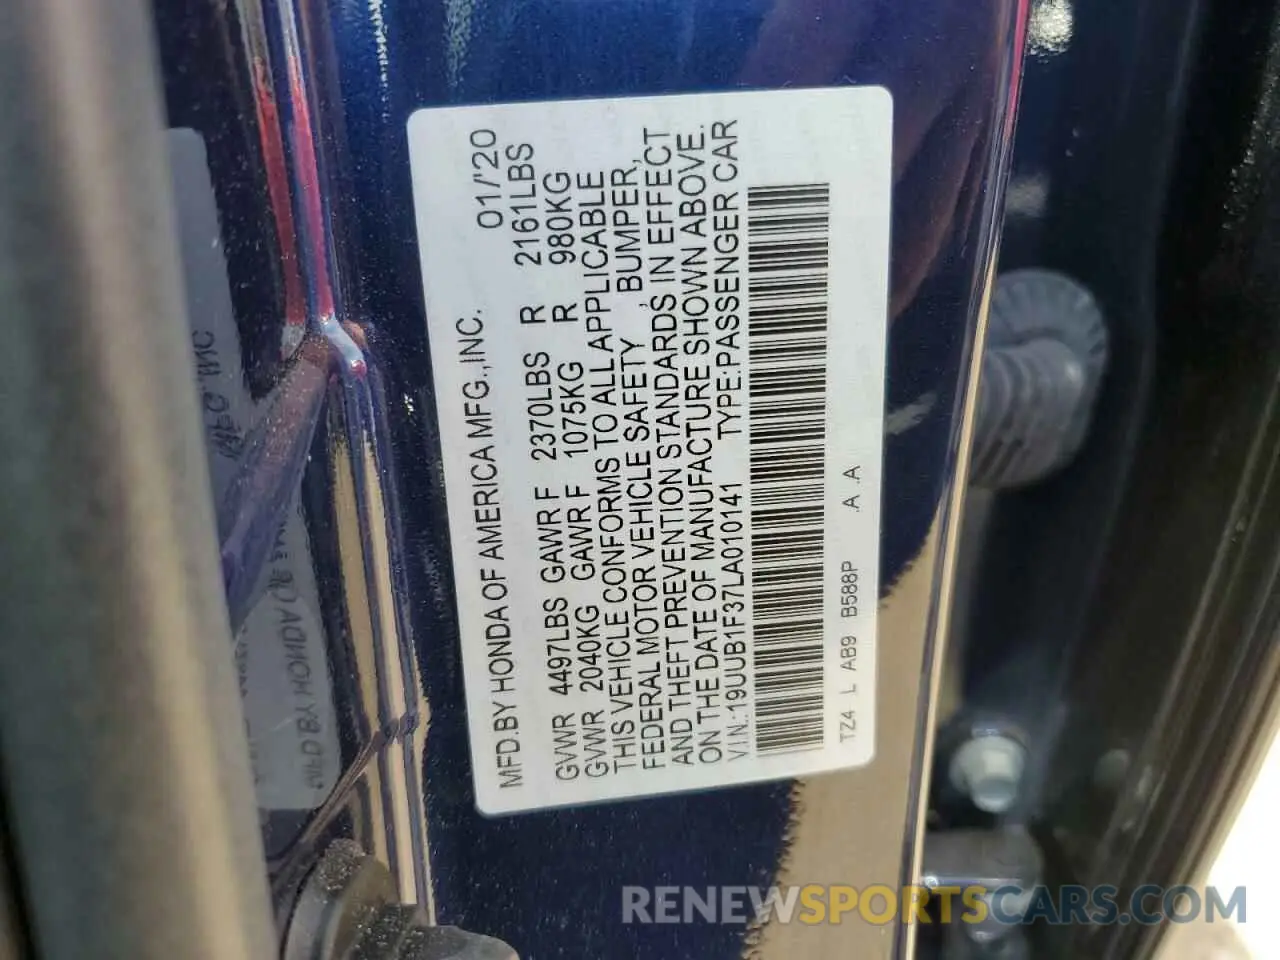 MFD.BY HONDA OF AMERICA MFG.,INC. 01/'20
GVWR 4497LBS GAWR F 2370LBS R 2161LBS
GVWR 2040KG GAWR F 1075KG R 980KG
THIS VEHICLE CONFORMS TO ALL APPLICABLE
FEDERAL MOTOR VEHICLE SAFETY, BUMPER,
AND THEFT PREVENTION STANDARDS IN EFFECT
ON THE DATE OF MANUFACTURE SHOWN ABOVE.
V.I.N.:19UUB1F37LA010141 TYPE:PASSENGER CAR
TZ4 L AB9 B588P .A .A
RENEWSPORTSCARS.COM